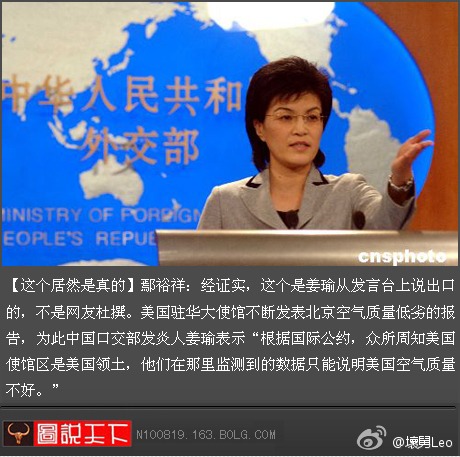 中华人民共和
外交部
MINISTRY OF FOREIGN
PEOPLE'S REPUBL
cnsphoto
【这个居然是真的】鄢裕祥：经证实，这个是姜瑜从发言台上说出口
的，不是网友杜撰。美国驻华大使馆不断发表北京空气质量低劣的报
告，为此中国口交部发炎人姜瑜表示“根据国际公约，众所周知美国
使馆区是美国领土，他们在那里监测到的数据只能说明美国空气质量
不好。”
圖說天下
N100819.163.BOLG.COM
@壞男Leo